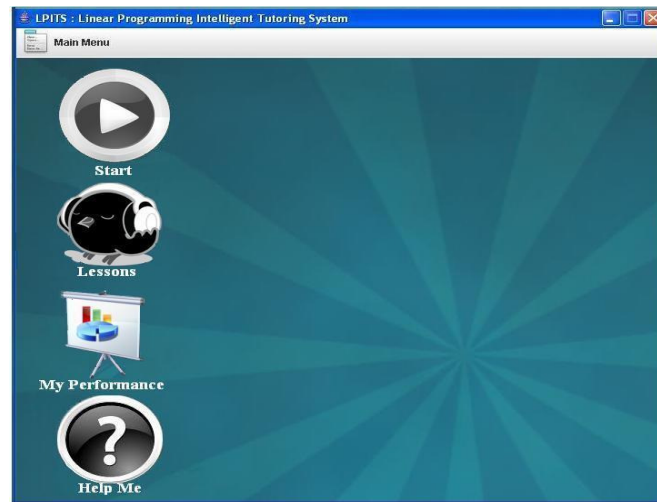 LPITS : Linear Programming Intelligent Tutoring System
Main Menu
Start
Lessons
My Performance
?
Help Me